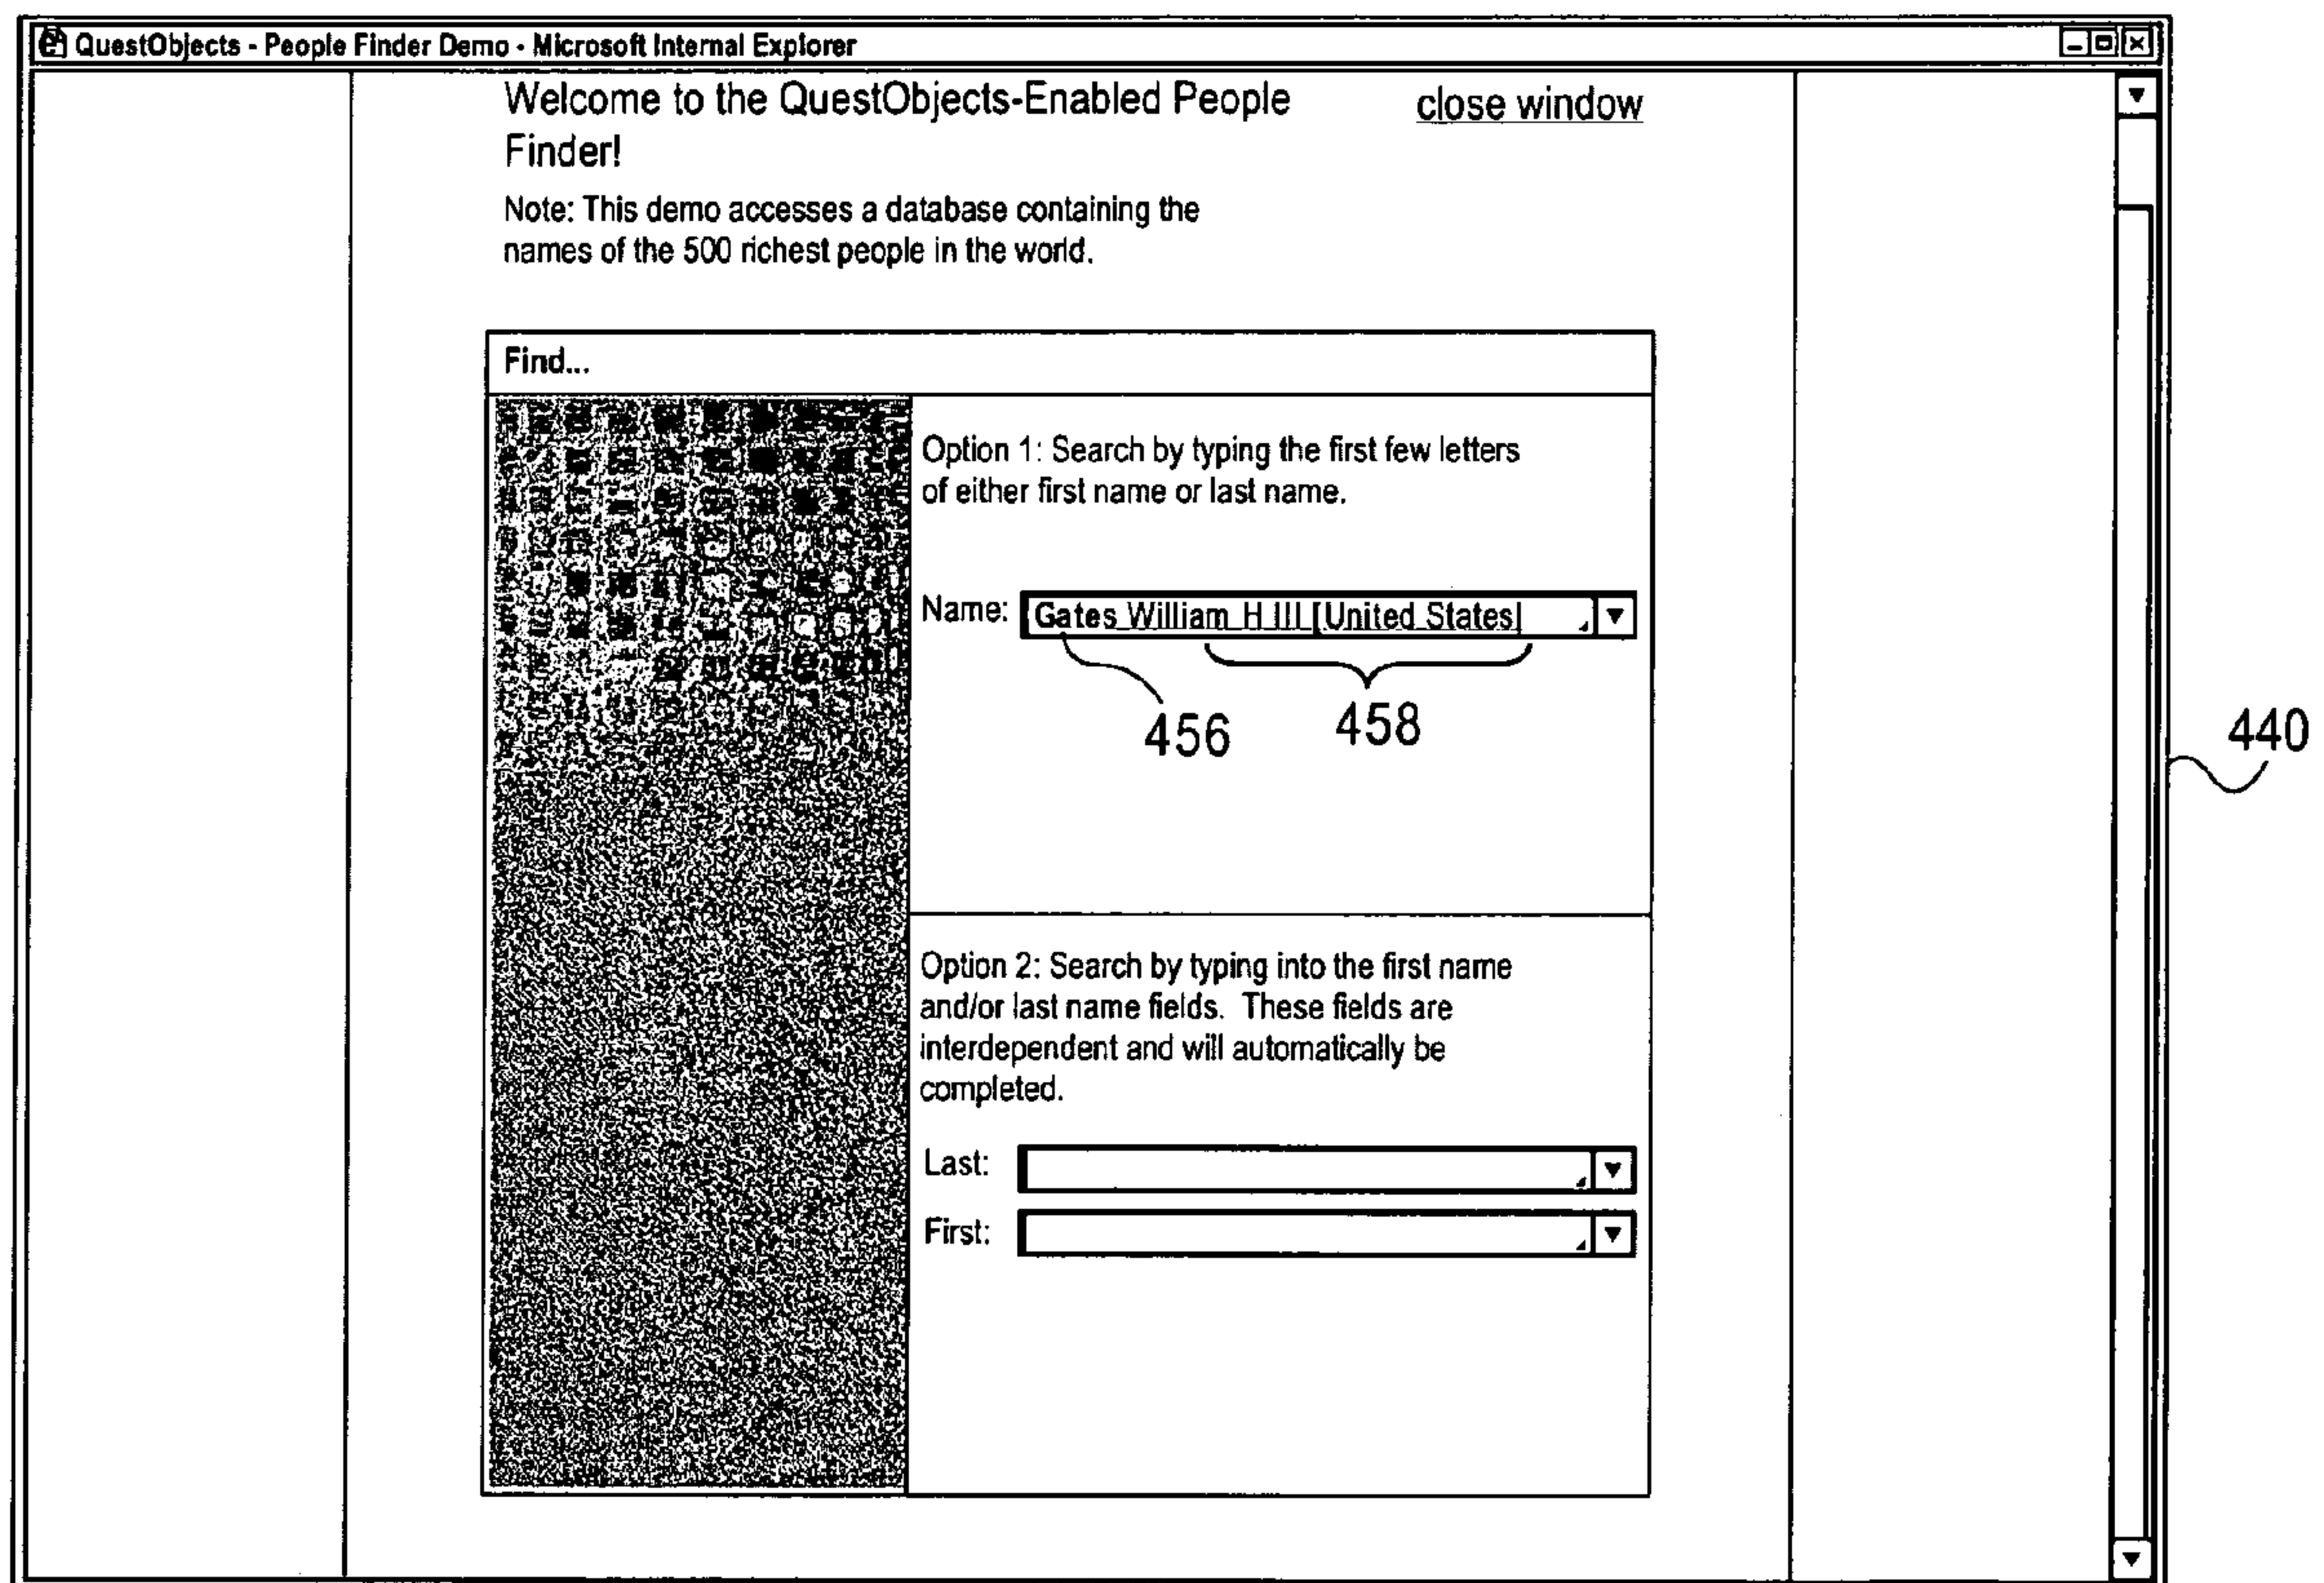 QuestObjects - People Finder Demo - Microsoft Internal Explorer
Welcome to the QuestObjects-Enabled People
Finder!
close window
Note: This demo accesses a database containing the
names of the 500 richest people in the world.
Find...
Option 1: Search by typing the first few letters
of either first name or last name.
Name: Gates William H III [United States]
456
458
440
Option 2: Search by typing into the first name
and/or last name fields. These fields are
interdependent and will automatically be
completed.
Last:
First: